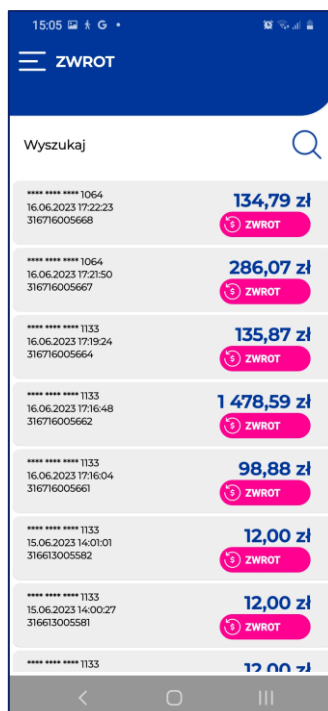 15:05 G •
ZWROT
Wyszukaj
**** **** **** 1064
16.06.2023 17:22:23
316716005668
134,79 zł
ZWROT
**** **** **** 1064
16.06.2023 17:21:50
316716005667
286,07 zł
ZWROT
**** **** **** 1133
16.06.2023 17:19:24
316716005664
135,87 zł
ZWROT
**** **** **** 1133
16.06.2023 17:16:48
316716005662
1 478,59 zł
ZWROT
**** **** **** 1133
16.06.2023 17:16:04
316716005661
98,88 zł
ZWROT
**** **** **** 1133
15.06.2023 14:01:01
316613005582
12,00 zł
ZWROT
**** **** **** 1133
15.06.2023 14:00:27
316613005581
12,00 zł
ZWROT
**** **** **** 1133
12,00 zł